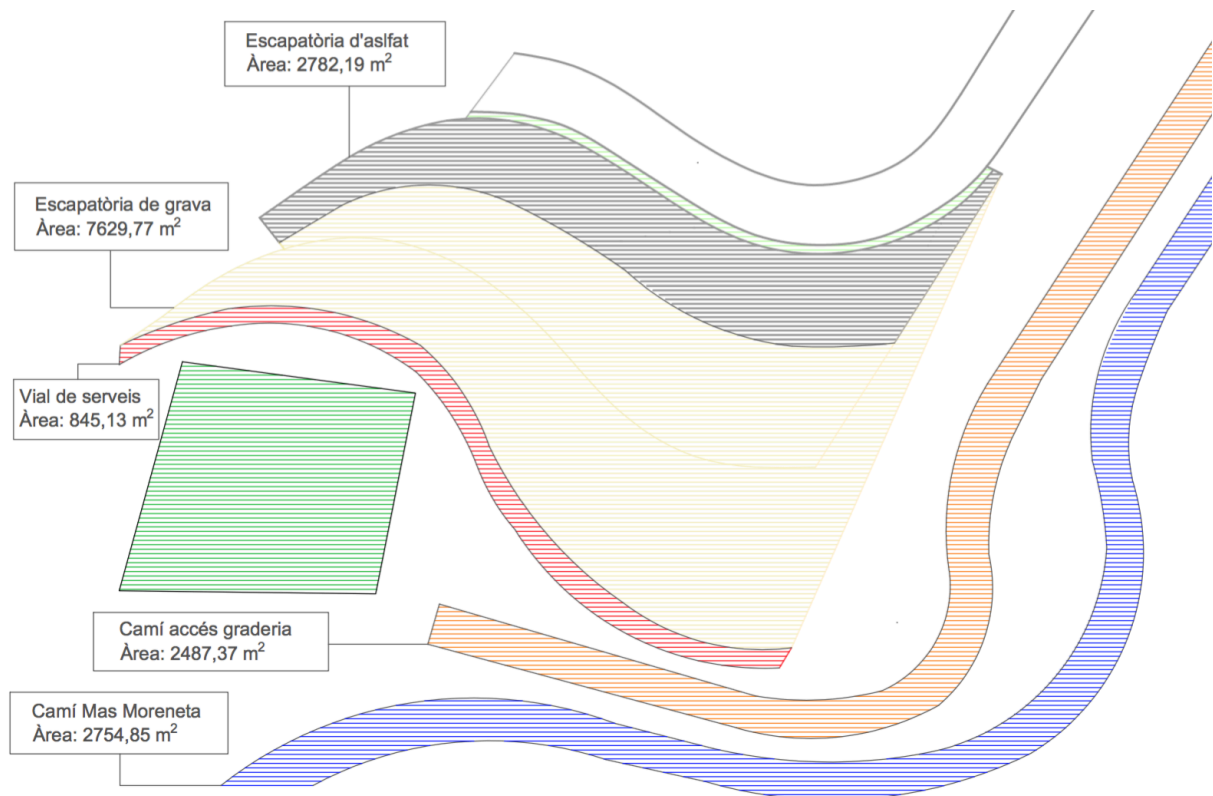 Escapatòria d'aslfat
Àrea: 2782,19 m²
Escapatòria de grava
Àrea: 7629,77 m²
Vial de serveis
Àrea: 845,13 m²
Camí accés graderia
Àrea: 2487,37 m²
Camí Mas Moreneta
Àrea: 2754,85 m²